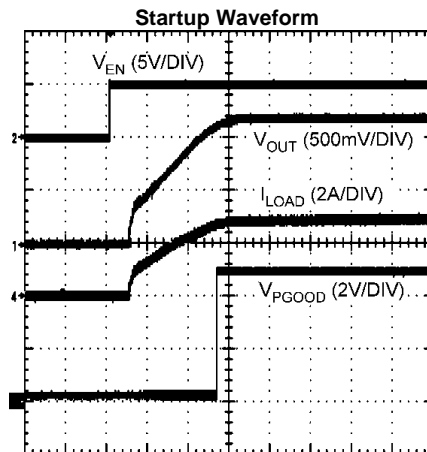 Startup Waveform
V_EN (5V/DIV)
2
V_OUT (500mV/DIV)
I_LOAD (2A/DIV)
1
4
V_PGOOD (2V/DIV)